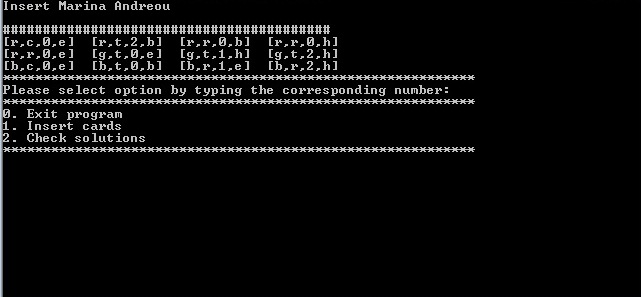 Insert Marina Andreou
#########################################
[r,c,0,e]  [r,t,2,b]  [r,r,0,b]  [r,r,0,h]
[r,r,0,e]  [g,t,0,e]  [g,t,1,h]  [g,t,2,h]
[b,c,0,e]  [b,t,0,b]  [b,r,1,e]  [b,r,2,h]
***********************************************************
Please select option by typing the corresponding number:
***********************************************************
0. Exit program
1. Insert cards
2. Check solutions
***********************************************************